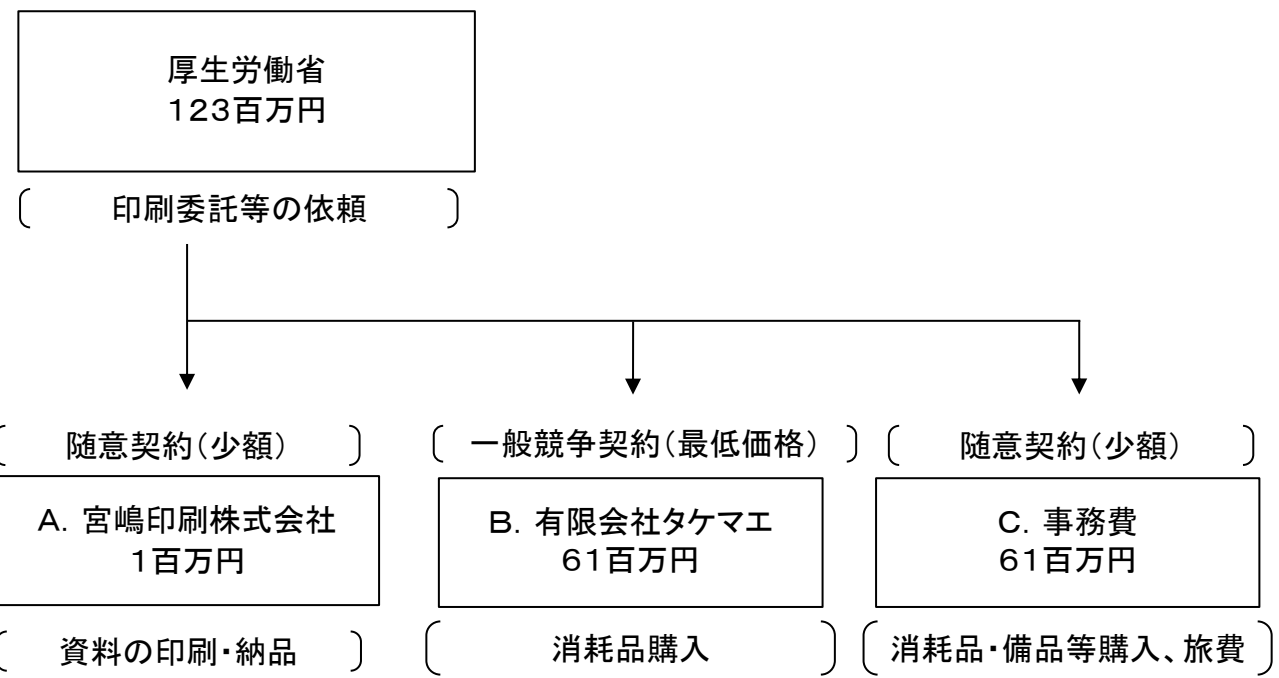 厚生労働省
123百万円
印刷委託等の依頼
随意契約(少額)
A. 宮嶋印刷株式会社
1百万円
資料の印刷・納品
一般競争契約(最低価格)
B. 有限会社タケマエ
61百万円
消耗品購入
随意契約(少額)
C. 事務費
61百万円
消耗品・備品等購入、旅費